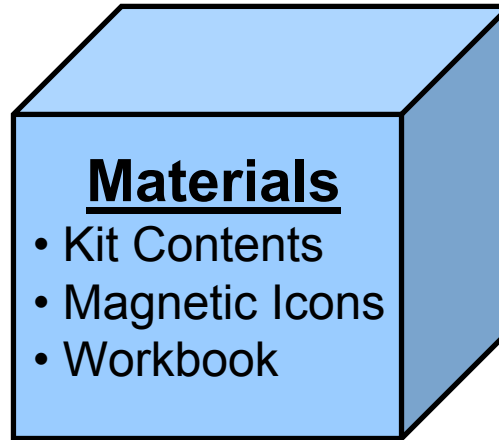 Materials
• Kit Contents
• Magnetic Icons
• Workbook